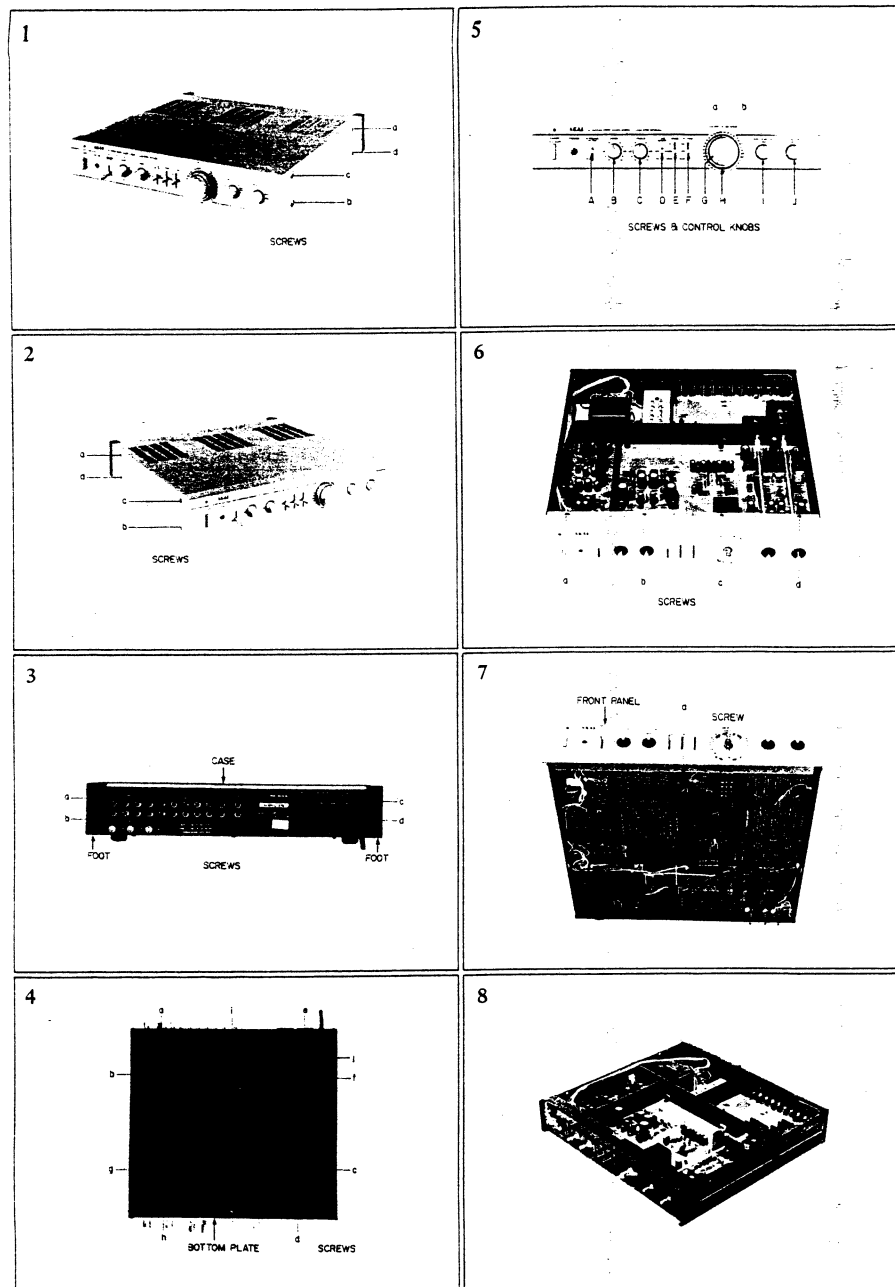 1
a
d
c
b
SCREWS
5
a b
A B C D E F G H I J
SCREWS & CONTROL KNOBS
2
a
a
c
b
SCREWS
6
a b c d
SCREWS
3
CASE
a
b
c
d
FOOT
FOOT
SCREWS
7
FRONT PANEL
a
SCREW
4
a i e
j
b
f
g
c
h
d
BOTTOM PLATE
SCREWS
8